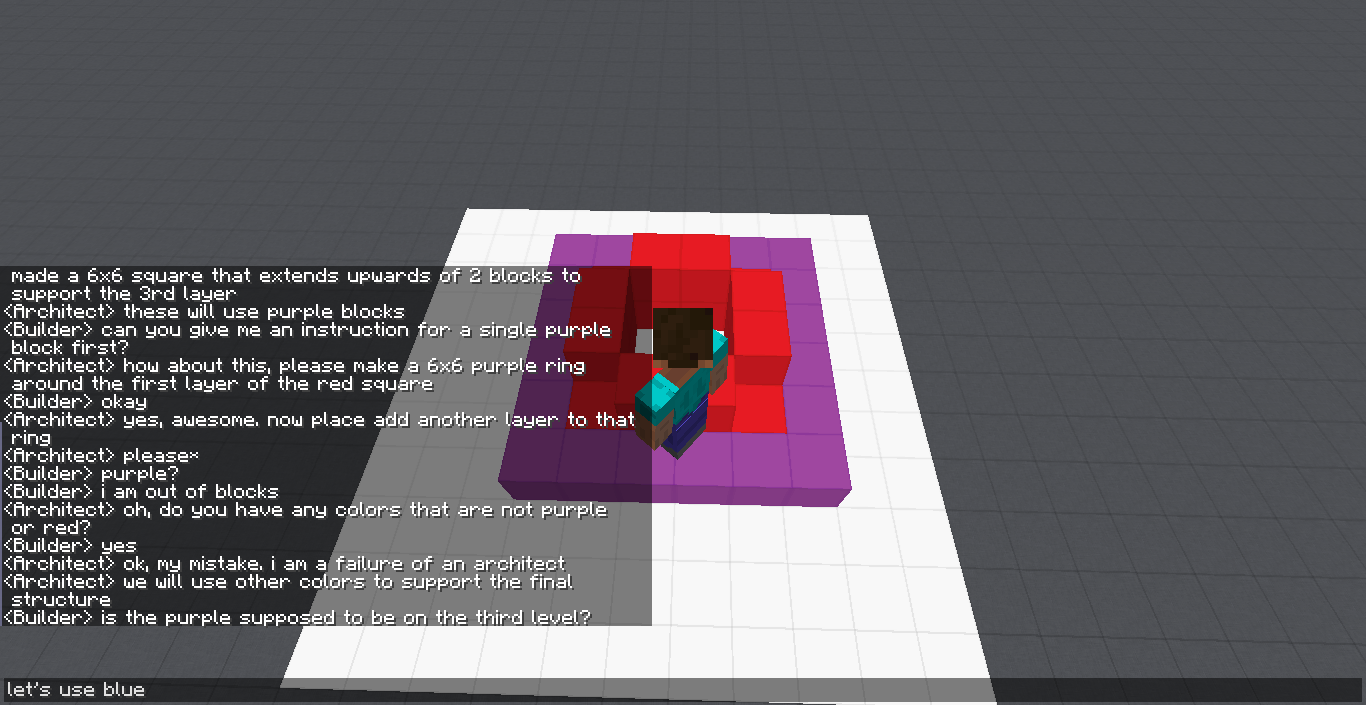 made a 6x6 square that extends upwards of 2 blocks to
support the 3rd layer
<Architect> these will use purple blocks
<Builder> can you give me an instruction for a single purple
block first?
<Architect> how about this, please make a 6x6 purple ring
around the first layer of the red square
<Builder> okay
<Architect> yes, awesome. now place add another layer to that
ring
<Architect> please*
<Builder> purple?
<Builder> i am out of blocks
<Architect> oh, do you have any colors that are not purple
or red?
<Builder> yes
<Architect> ok, my mistake. i am a failure of an architect
<Architect> we will use other colors to support the final
structure
<Builder> is the purple supposed to be on the third level?
let's use blue